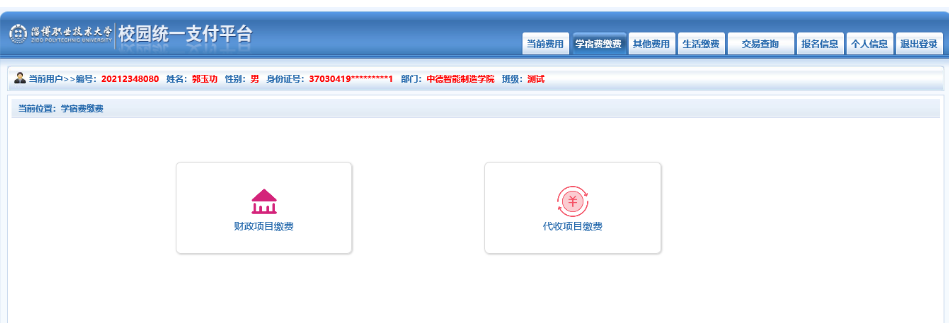 淄博职业技术大学 校园统一支付平台
ZIBO POLYTECHNIC UNIVERSITY
当前费用 学宿费缴费 其他费用 生活缴费 交易查询 报名信息 个人信息 退出登录
当前用户>>编号：20212348080 姓名：郭玉功 性别：男 身份证号：37030419*********1 部门：中德智能制造学院 班级：测试
当前位置：学宿费缴费
财政项目缴费
代收项目缴费